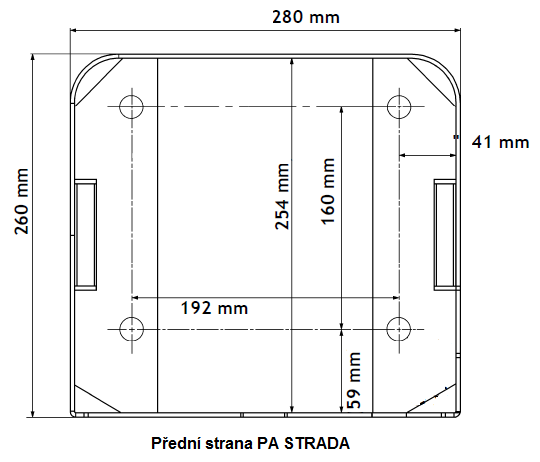 280 mm
41 mm
260 mm
254 mm
160 mm
192 mm
59 mm
Přední strana PA STRADA